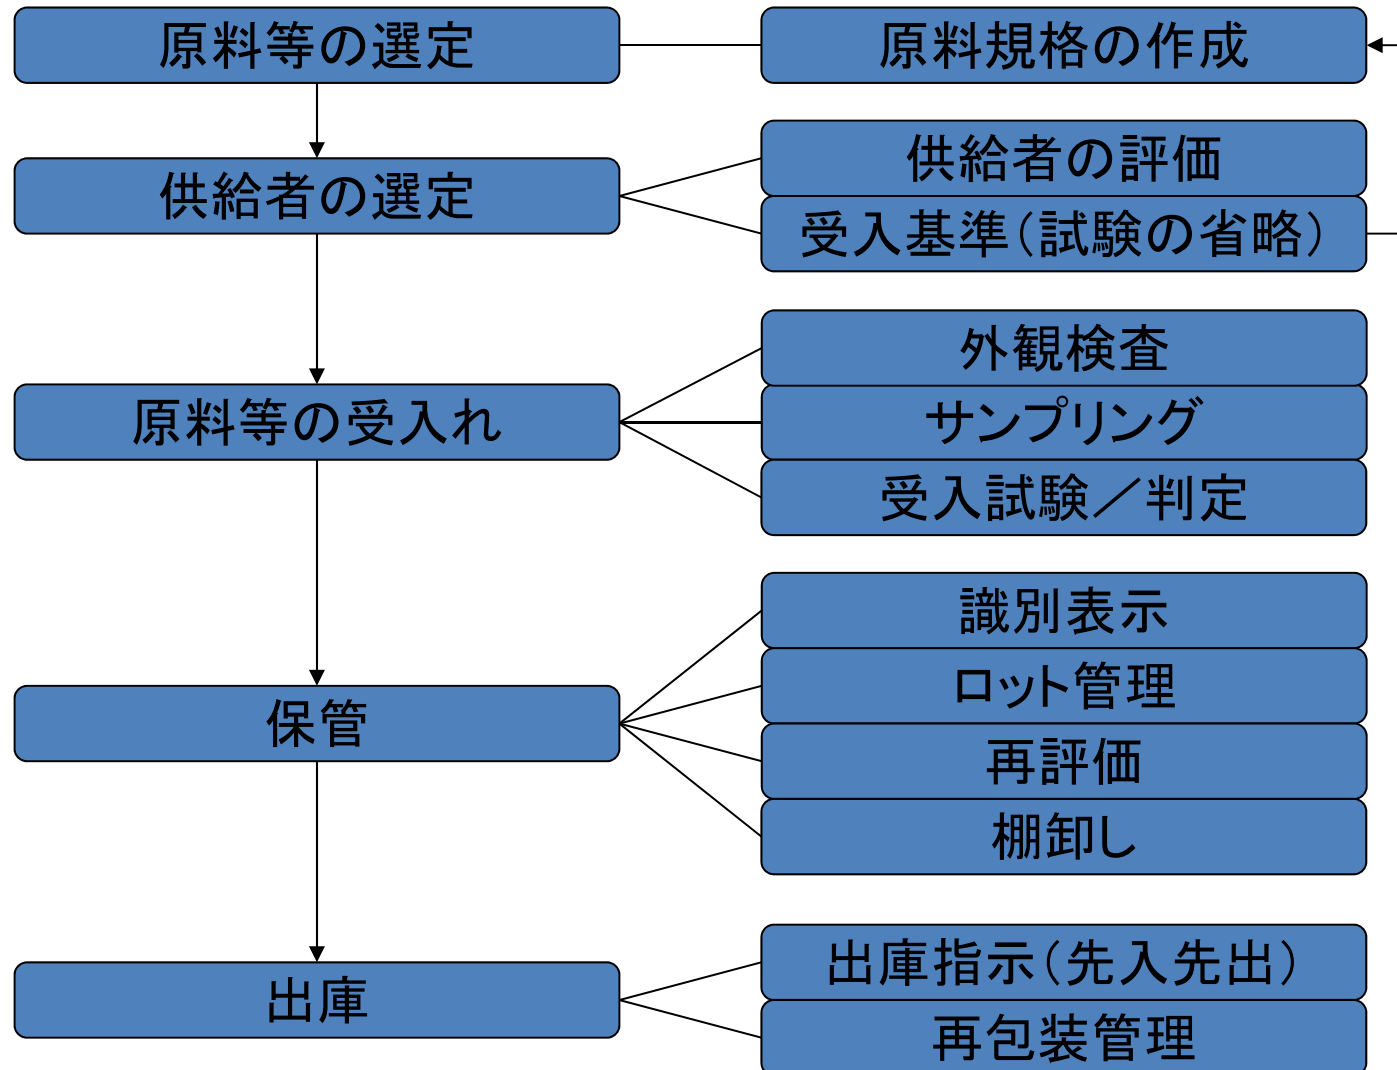 原料等の選定
原料規格の作成
供給者の選定
供給者の評価
受入基準（試験の省略）
原料等の受入れ
外観検査
サンプリング
受入試験／判定
保管
識別表示
ロット管理
再評価
棚卸し
出庫
出庫指示（先入先出）
再包装管理